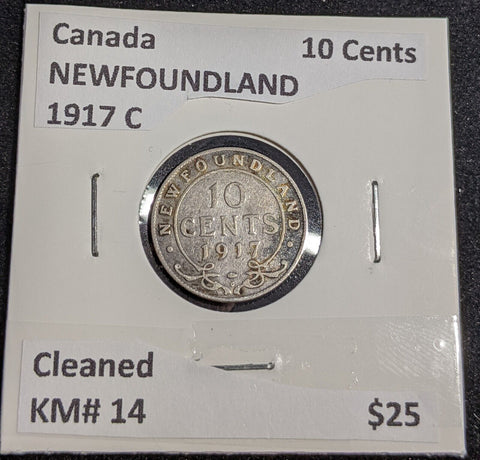 Canada 10 Cents
NEWFOUNDLAND
1917 C
· NEWFOUNDLAND ·
10
CENTS
1917
C
Cleaned
KM# 14 $25